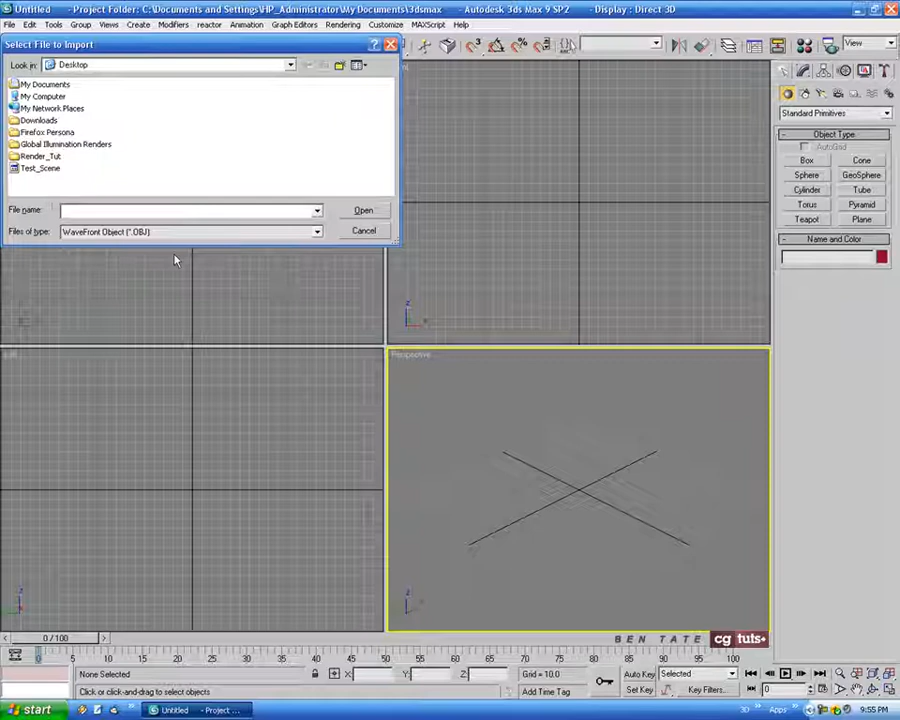 Untitled - Project Folder: C:\Documents and Settings\HP_Administrator\My Documents\3dsmax - Autodesk 3ds Max 9 SP2 - Display : Direct 3D
File Edit Tools Group Views Create Modifiers reactor Animation Graph Editors Rendering Customize MAXScript Help
Select File to Import
View
Look in: Desktop
My Documents
My Computer
My Network Places
Downloads
Firefox Persona
Global Illumination Renders
Render_Tut
Test_Scene
File name: Open
Files of type: WaveFront Object (*.OBJ) Cancel
Standard Primitives
Object Type
AutoGrid
Box Cone
Sphere GeoSphere
Cylinder Tube
Torus Pyramid
Teapot Plane
Name and Color
Perspective
0 / 100
BEN TATE cg tuts+
0 5 10 15 20 25 30 35 40 45 50 55 60 65 70 75 80 85 90 95 100
None Selected X: Y: Z: Grid = 10.0 Auto Key Selected
Click or click-and-drag to select objects Add Time Tag Set Key Key Filters... 0
start Untitled - Project ... 3D Apps 9:55 PM